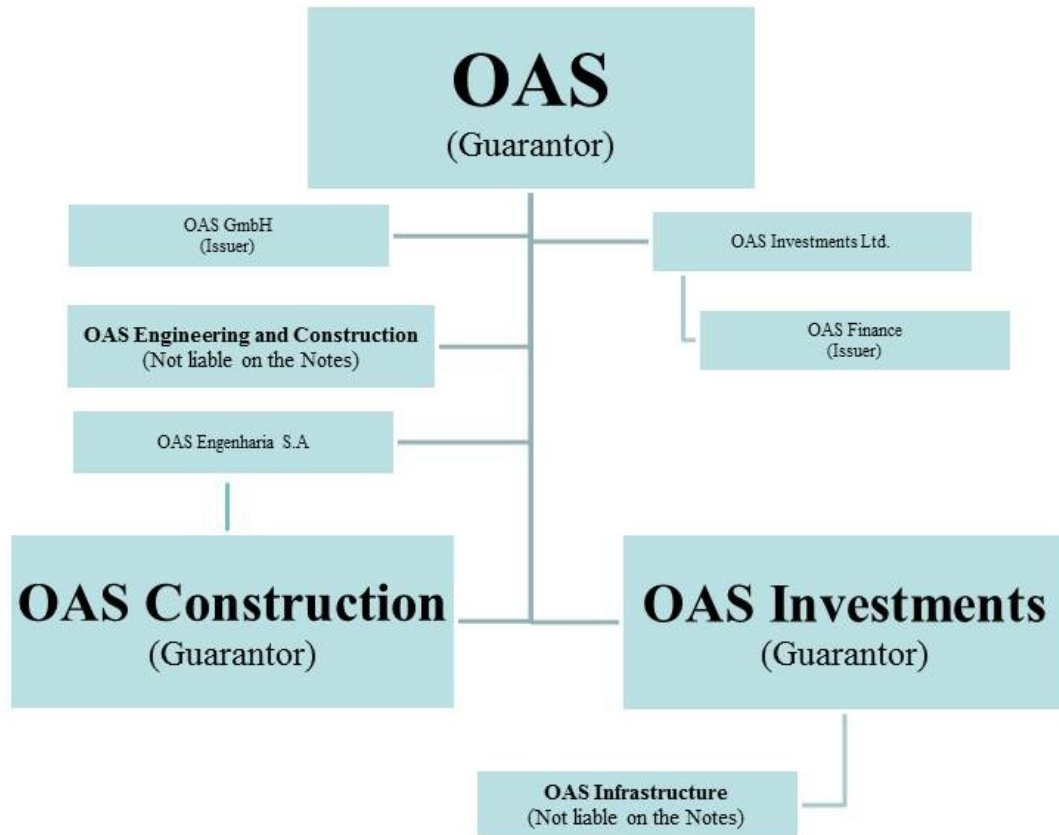 OAS
(Guarantor)
OAS GmbH
(Issuer)
OAS Investments Ltd.
OAS Engineering and Construction
(Not liable on the Notes)
OAS Finance
(Issuer)
OAS Engenharia S.A
OAS Construction
(Guarantor)
OAS Investments
(Guarantor)
OAS Infrastructure
(Not liable on the Notes)